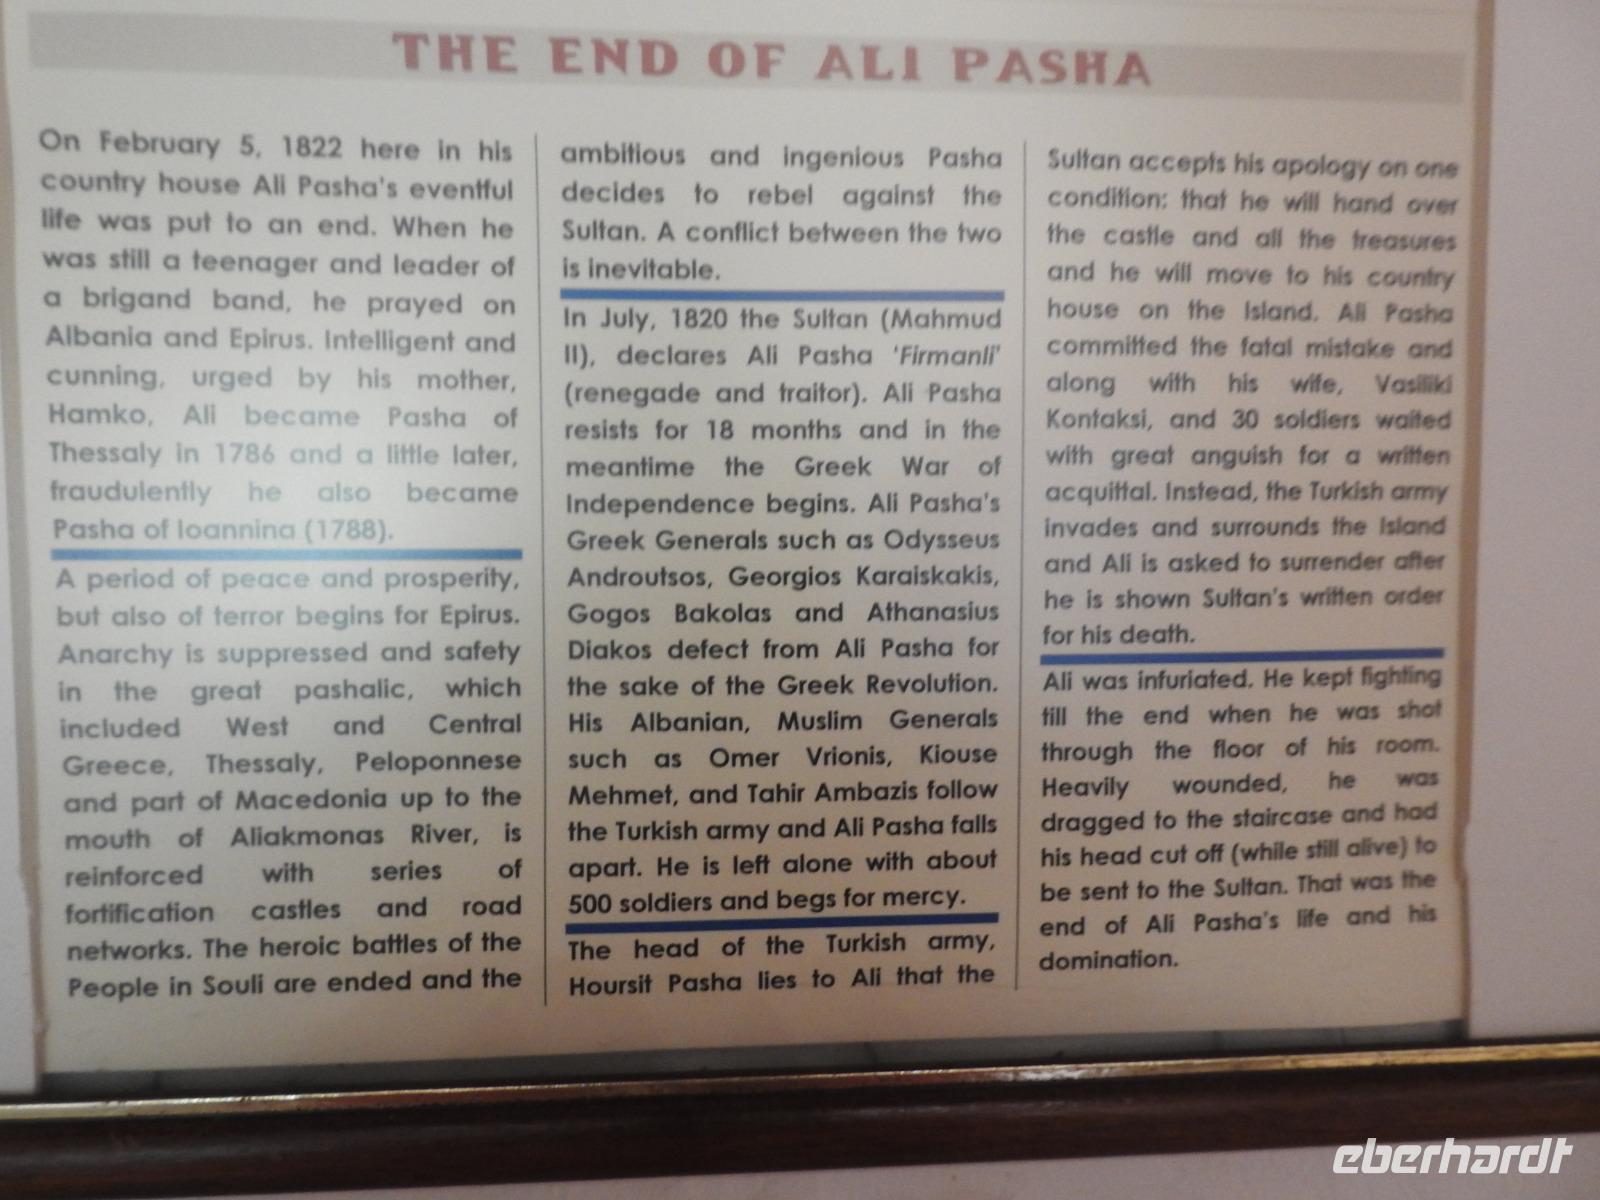 THE END OF ALI PASHA
On February 5, 1822 here in his
country house Ali Pasha's eventful
life was put to an end. When he
was still a teenager and leader of
a brigand band, he prayed on
Albania and Epirus. Intelligent and
cunning, urged by his mother,
Hamko, Ali became Pasha of
Thessaly in 1786 and a little later,
fraudulently he also became
Pasha of Ioannina (1788).
A period of peace and prosperity,
but also of terror begins for Epirus.
Anarchy is suppressed and safety
in the great pashalic, which
included West and Central
Greece, Thessaly, Peloponnese
and part of Macedonia up to the
mouth of Aliakmonas River, is
reinforced with series of
fortification castles and road
networks. The heroic battles of the
People in Souli are ended and the
ambitious and ingenious Pasha
decides to rebel against the
Sultan. A conflict between the two
is inevitable.
In July, 1820 the Sultan (Mahmud
II), declares Ali Pasha 'Firmanli'
(renegade and traitor). Ali Pasha
resists for 18 months and in the
meantime the Greek War of
Independence begins. Ali Pasha's
Greek Generals such as Odysseus
Androutsos, Georgios Karaiskakis,
Gogos Bakolas and Athanasius
Diakos defect from Ali Pasha for
the sake of the Greek Revolution.
His Albanian, Muslim Generals
such as Omer Vrionis, Kiouse
Mehmet, and Tahir Ambazis follow
the Turkish army and Ali Pasha falls
apart. He is left alone with about
500 soldiers and begs for mercy.
The head of the Turkish army,
Hoursit Pasha lies to Ali that the
Sultan accepts his apology on one
condition: that he will hand over
the castle and all the treasures
and he will move to his country
house on the Island. Ali Pasha
committed the fatal mistake and
along with his wife, Vasiliki
Kontaksi, and 30 soldiers waited
with great anguish for a written
acquittal. Instead, the Turkish army
invades and surrounds the Island
and Ali is asked to surrender after
he is shown Sultan's written order
for his death.
Ali was infuriated. He kept fighting
till the end when he was shot
through the floor of his room.
Heavily wounded, he was
dragged to the staircase and had
his head cut off (while still alive) to
be sent to the Sultan. That was the
end of Ali Pasha's life and his
domination.
eberhardt